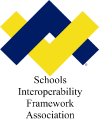 Schools
Interoperability
Framework
Association